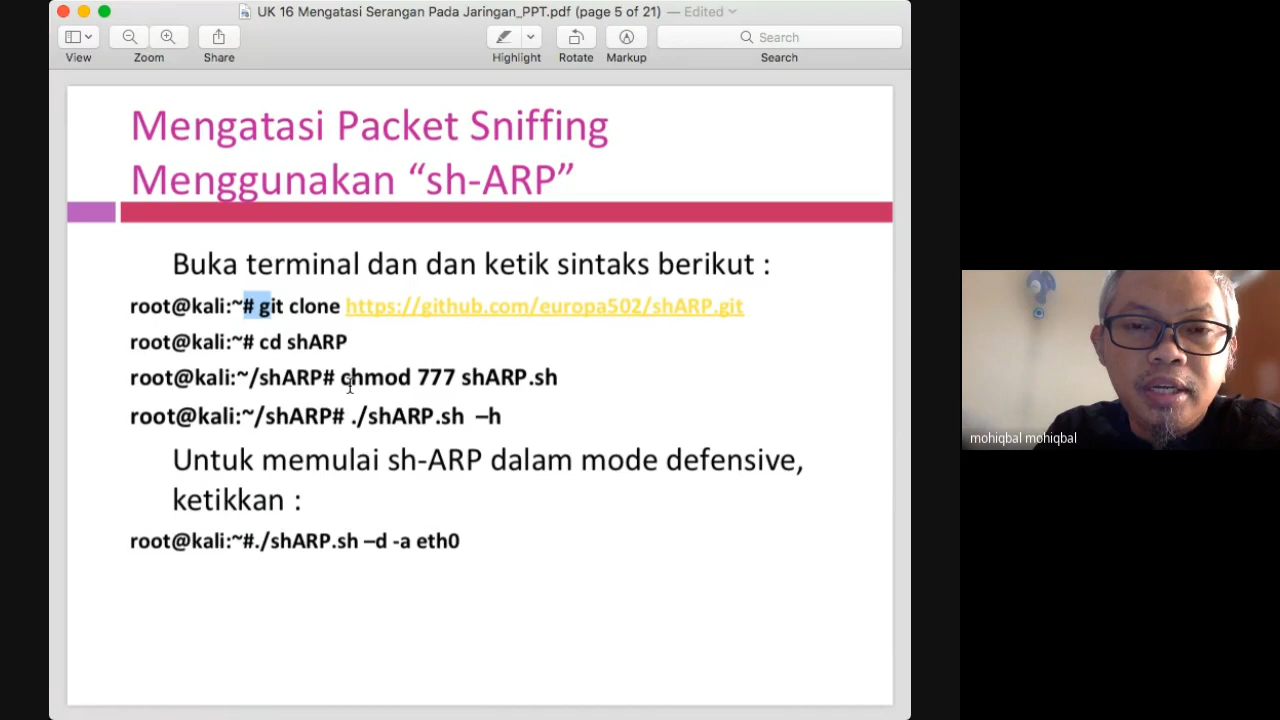 UK 16 Mengatasi Serangan Pada Jaringan_PPT.pdf (page 5 of 21) — Edited
View
Zoom
Share
Highlight
Rotate
Markup
Search
Search
Mengatasi Packet Sniffing
Menggunakan “sh-ARP”
Buka terminal dan dan ketik sintaks berikut :
root@kali:~# git clone https://github.com/europa502/shARP.git
root@kali:~# cd shARP
root@kali:~/shARP# chmod 777 shARP.sh
root@kali:~/shARP# ./shARP.sh –h
Untuk memulai sh-ARP dalam mode defensive,
ketikkan :
root@kali:~#./shARP.sh –d -a eth0
mohiqbal mohiqbal